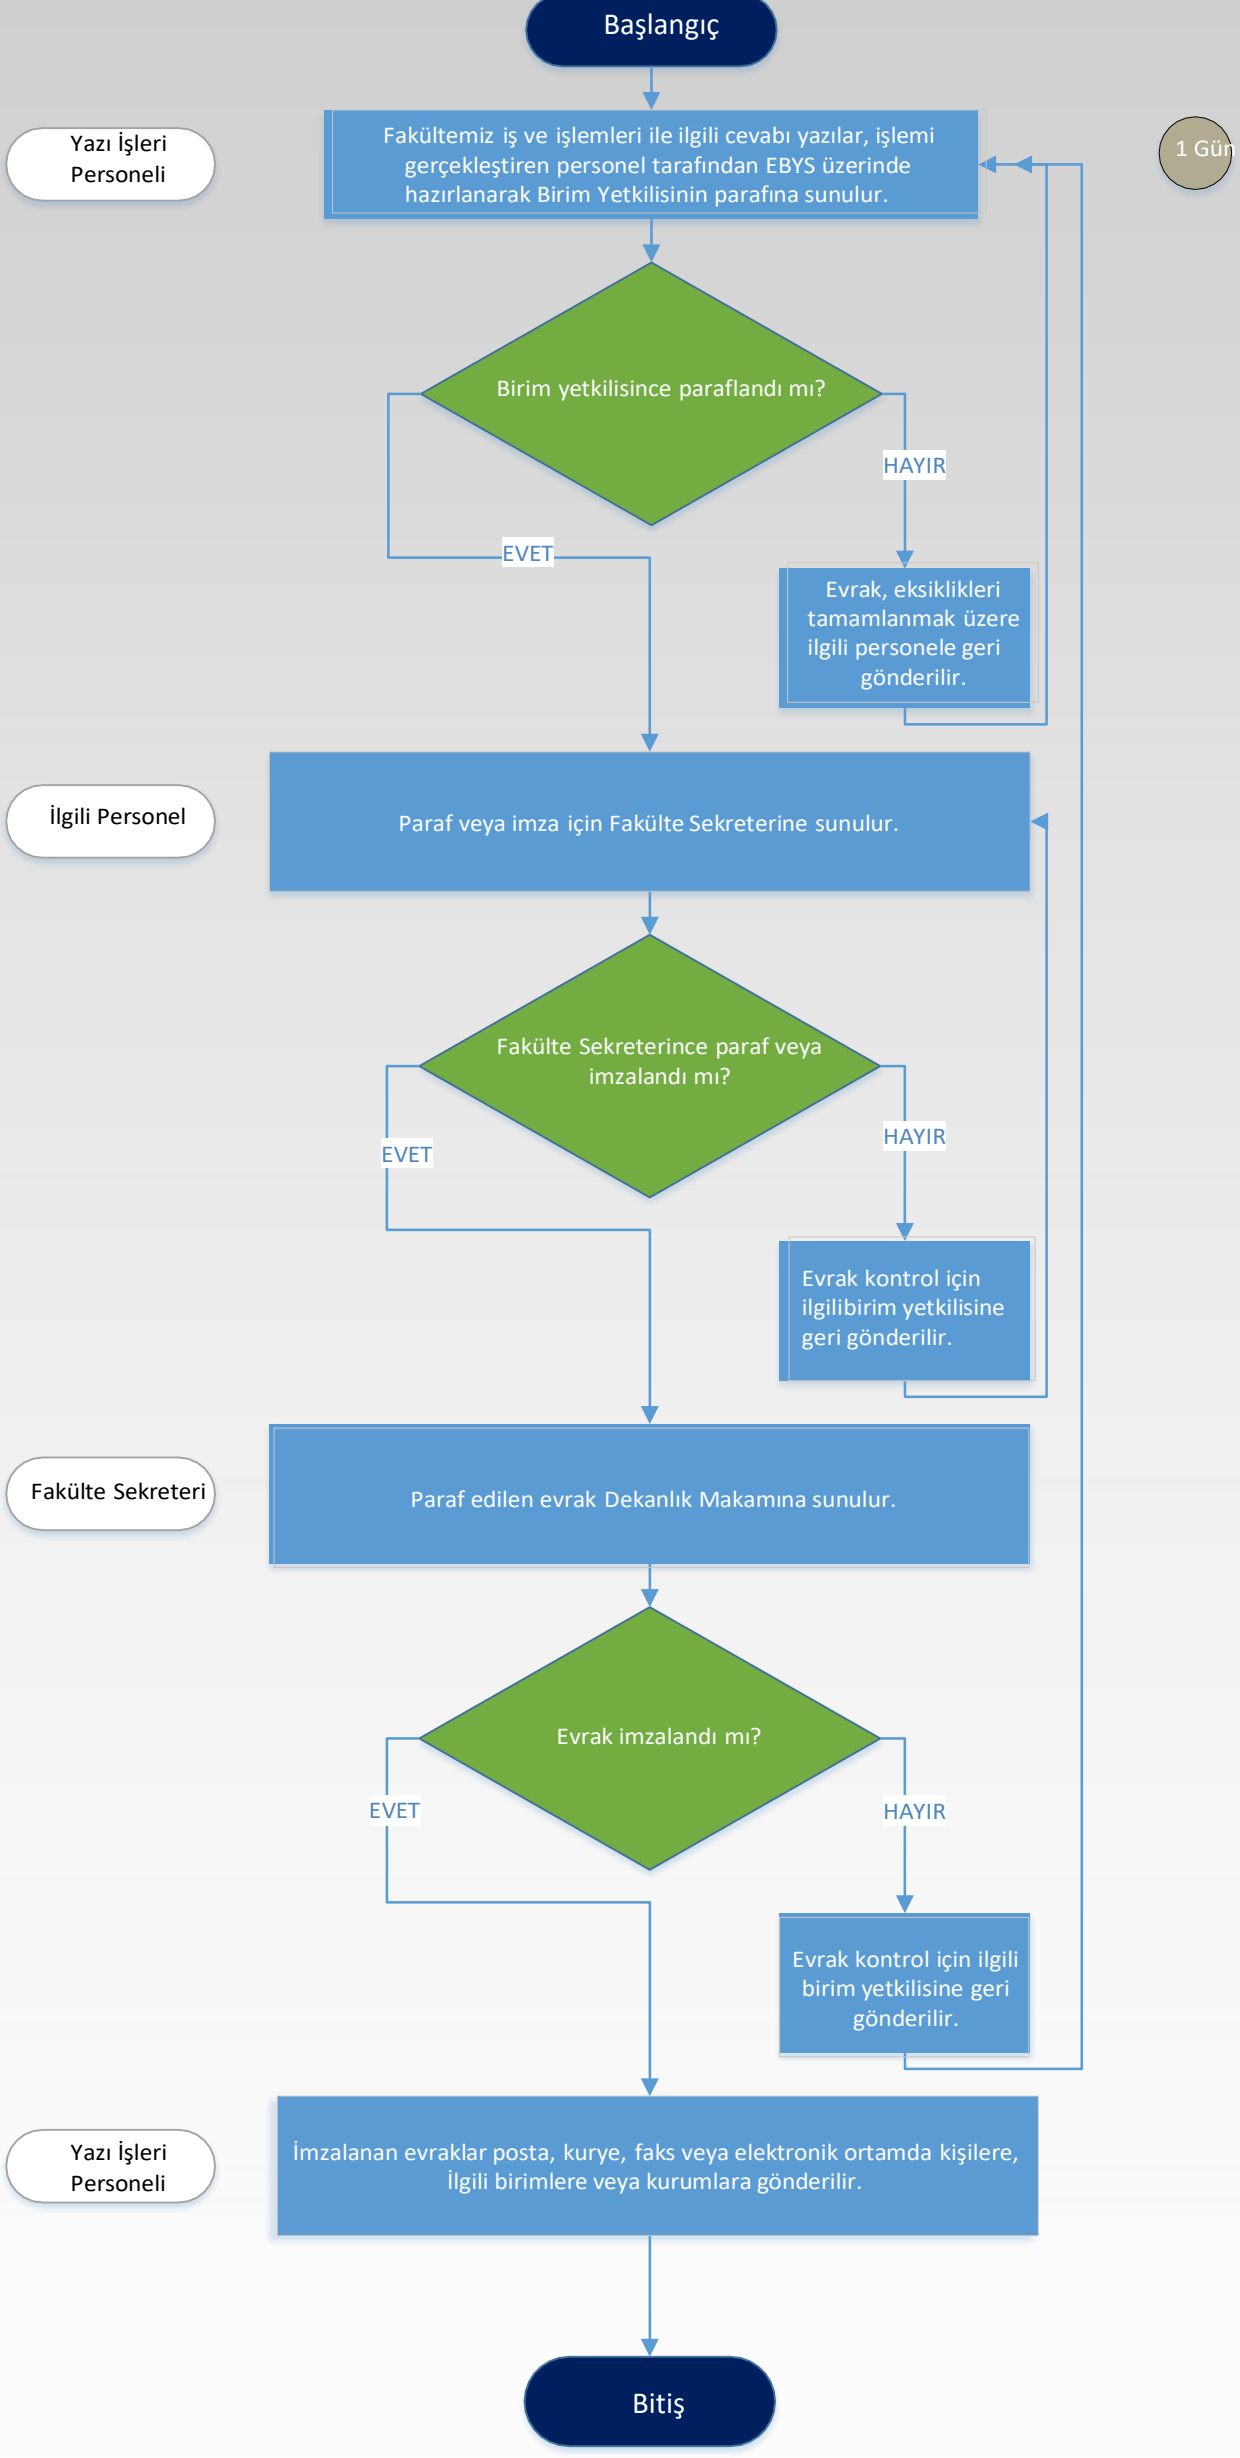 Başlangıç
Yazı İşleri
Personeli
Fakültemiz iş ve işlemleri ile ilgili cevabı yazılar, işlemi
gerçekleştiren personel tarafından EBYS üzerinde
hazırlanarak Birim Yetkilisinin parafına sunulur.
1 Gün
Birim yetkilisince paraflandı mı?
HAYIR
EVET
Evrak, eksiklikleri
tamamlanmak üzere
ilgili personele geri
gönderilir.
İlgili Personel
Paraf veya imza için Fakülte Sekreterine sunulur.
Fakülte Sekreterince paraf veya
imzalandı mı?
HAYIR
EVET
Evrak kontrol için
ilgilibirim yetkilisine
geri gönderilir.
Fakülte Sekreteri
Paraf edilen evrak Dekanlık Makamına sunulur.
Evrak imzalandı mı?
EVET
HAYIR
Evrak kontrol için ilgili
birim yetkilisine geri
gönderilir.
Yazı İşleri
Personeli
İmzalanan evraklar posta, kurye, faks veya elektronik ortamda kişilere,
İlgili birimlere veya kurumlara gönderilir.
Bitiş